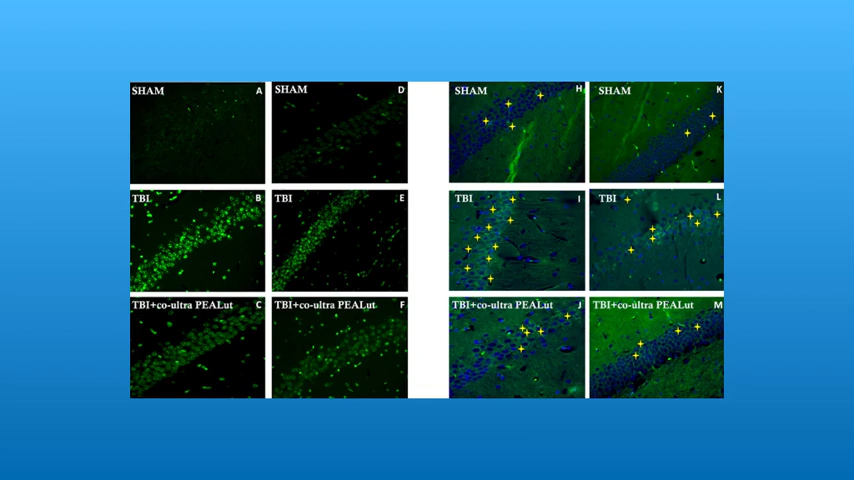 SHAM A
SHAM D
SHAM H
SHAM K
TBI B
TBI E
TBI I
TBI L
TBI+co-ultra PEALut C
TBI+co-ultra PEALut F
TBI+co-ultra PEALut J
TBI+co-ultra PEALut M